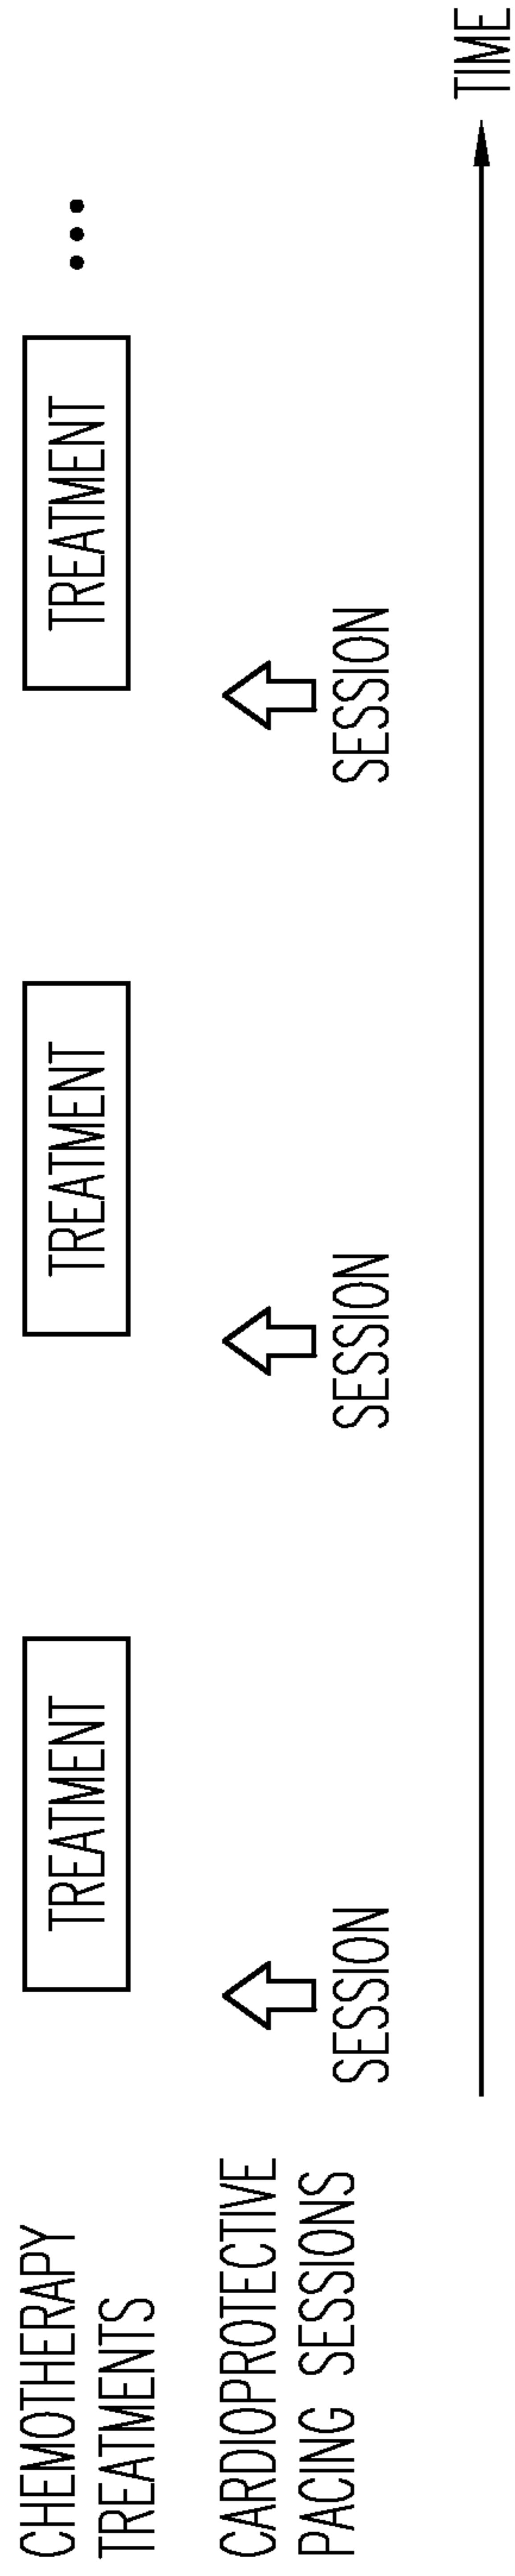 CHEMOTHERAPY
TREATMENTS
TREATMENT
TREATMENT
TREATMENT
...
CARDIOPROTECTIVE
PACING SESSIONS
SESSION
SESSION
SESSION
TIME